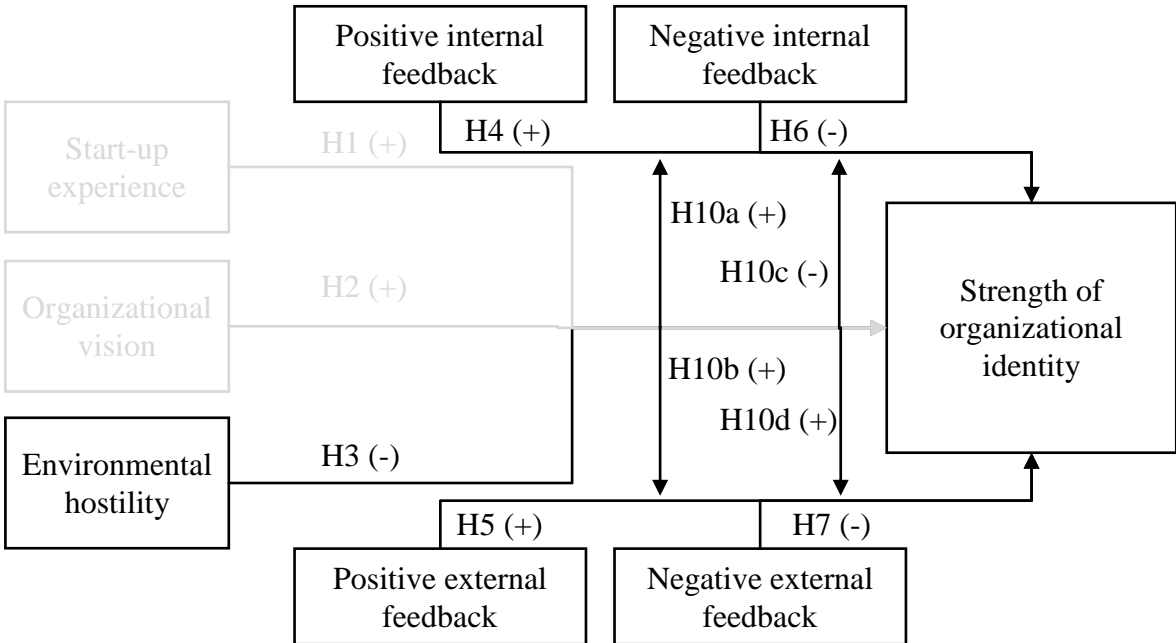 Positive internal
feedback
Negative internal
feedback
H4 (+)
H6 (-)
H1 (+)
Start-up
experience
H10a (+)
H10c (-)
H2 (+)
Organizational
vision
Strength of
organizational
identity
H10b (+)
H10d (+)
H3 (-)
Environmental
hostility
H5 (+)
H7 (-)
Positive external
feedback
Negative external
feedback